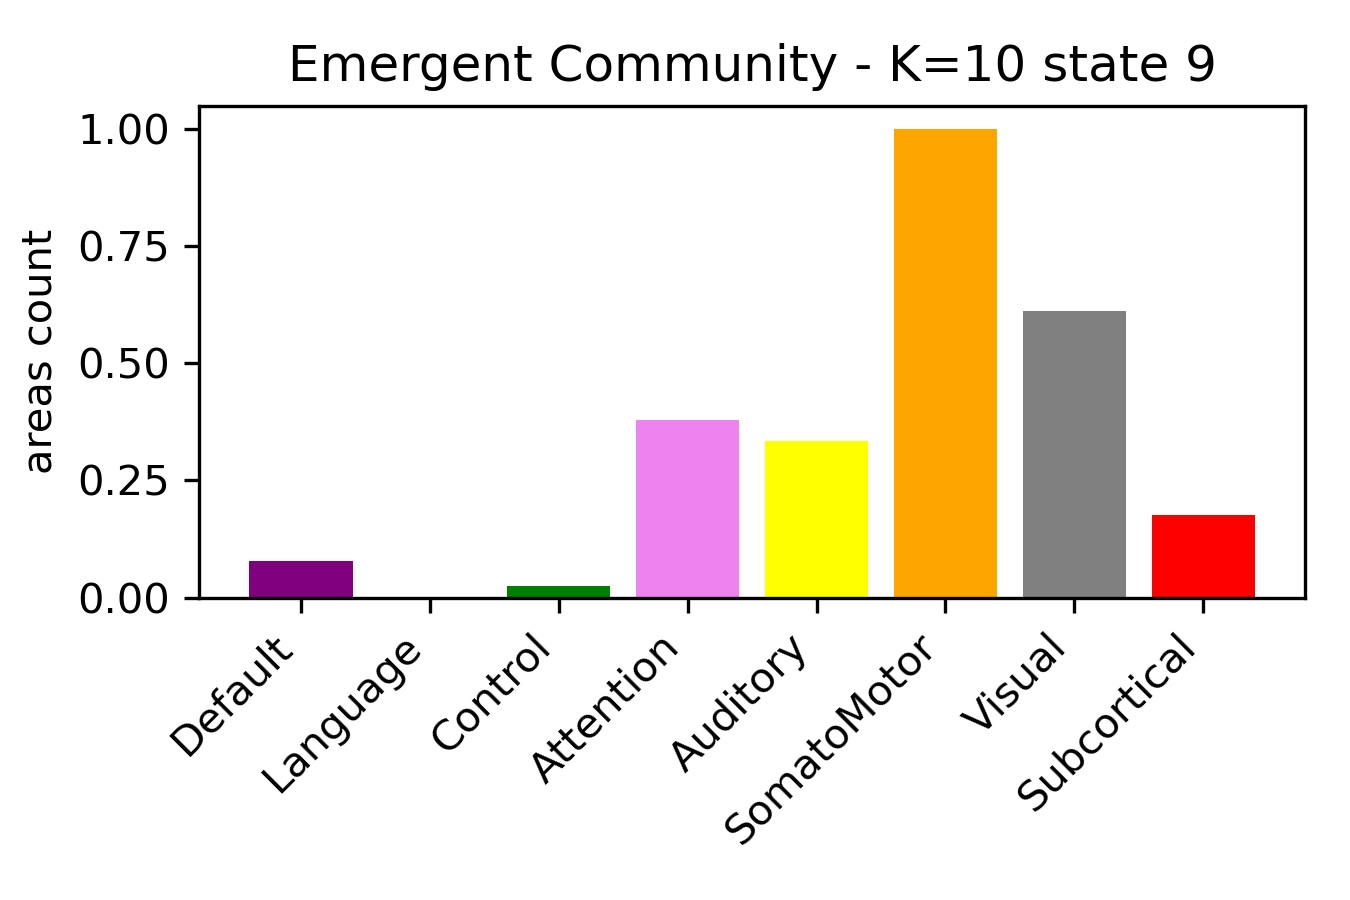 Emergent Community - K=10 state 9
areas count
1.00
0.75
0.50
0.25
0.00
Default
Language
Control
Attention
Auditory
SomatoMotor
Visual
Subcortical